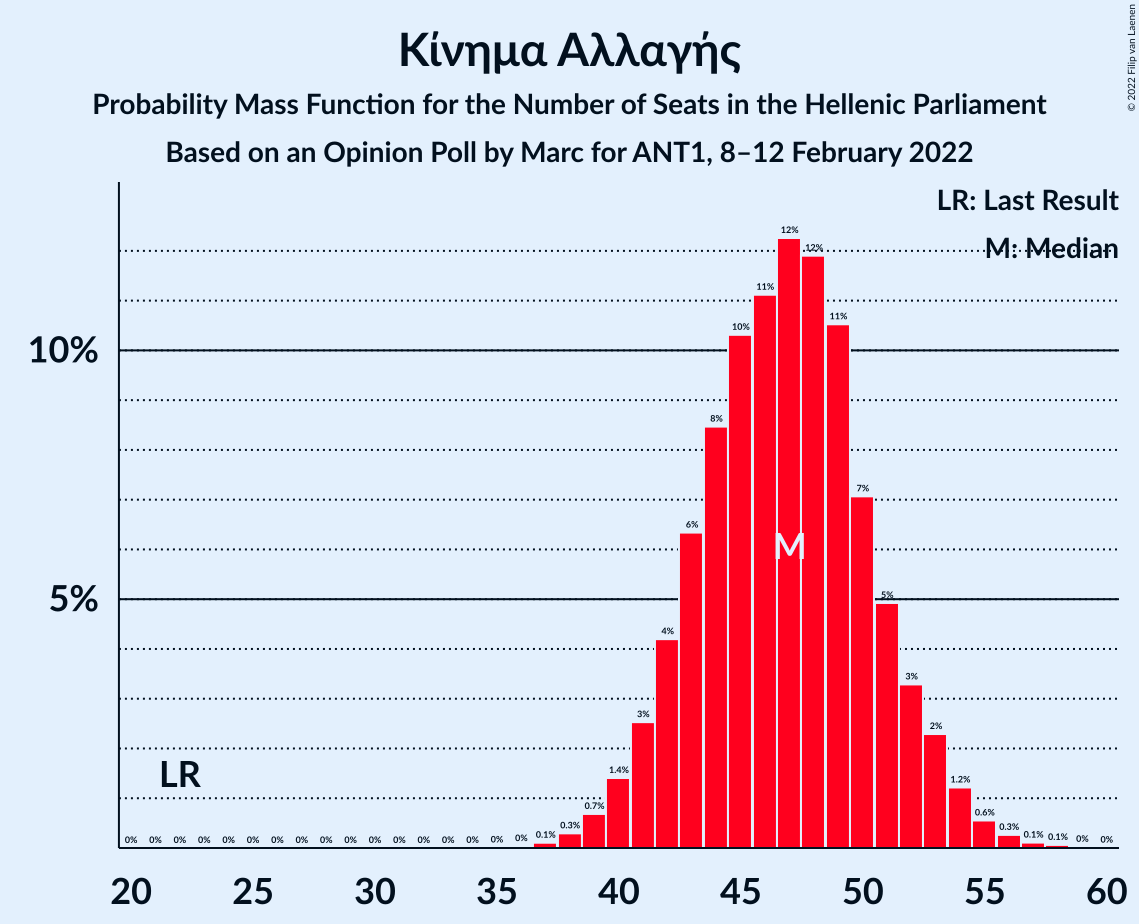 Κίνημα Αλλαγής
Probability Mass Function for the Number of Seats in the Hellenic Parliament
Based on an Opinion Poll by Marc for ANT1, 8–12 February 2022
© 2022 Filip van Laenen
LR: Last Result
M: Median
10%
5%
0% 0% 0% 0% 0% 0% 0% 0% 0% 0% 0% 0% 0% 0% 0% 0% 0% 0.1% 0.3% 0.7% 1.4% 3% 4% 6% 8% 10% 11% 12% 12% 11% 7% 5% 3% 2% 1.2% 0.6% 0.3% 0.1% 0.1% 0% 0%
M
LR
20 25 30 35 40 45 50 55 60